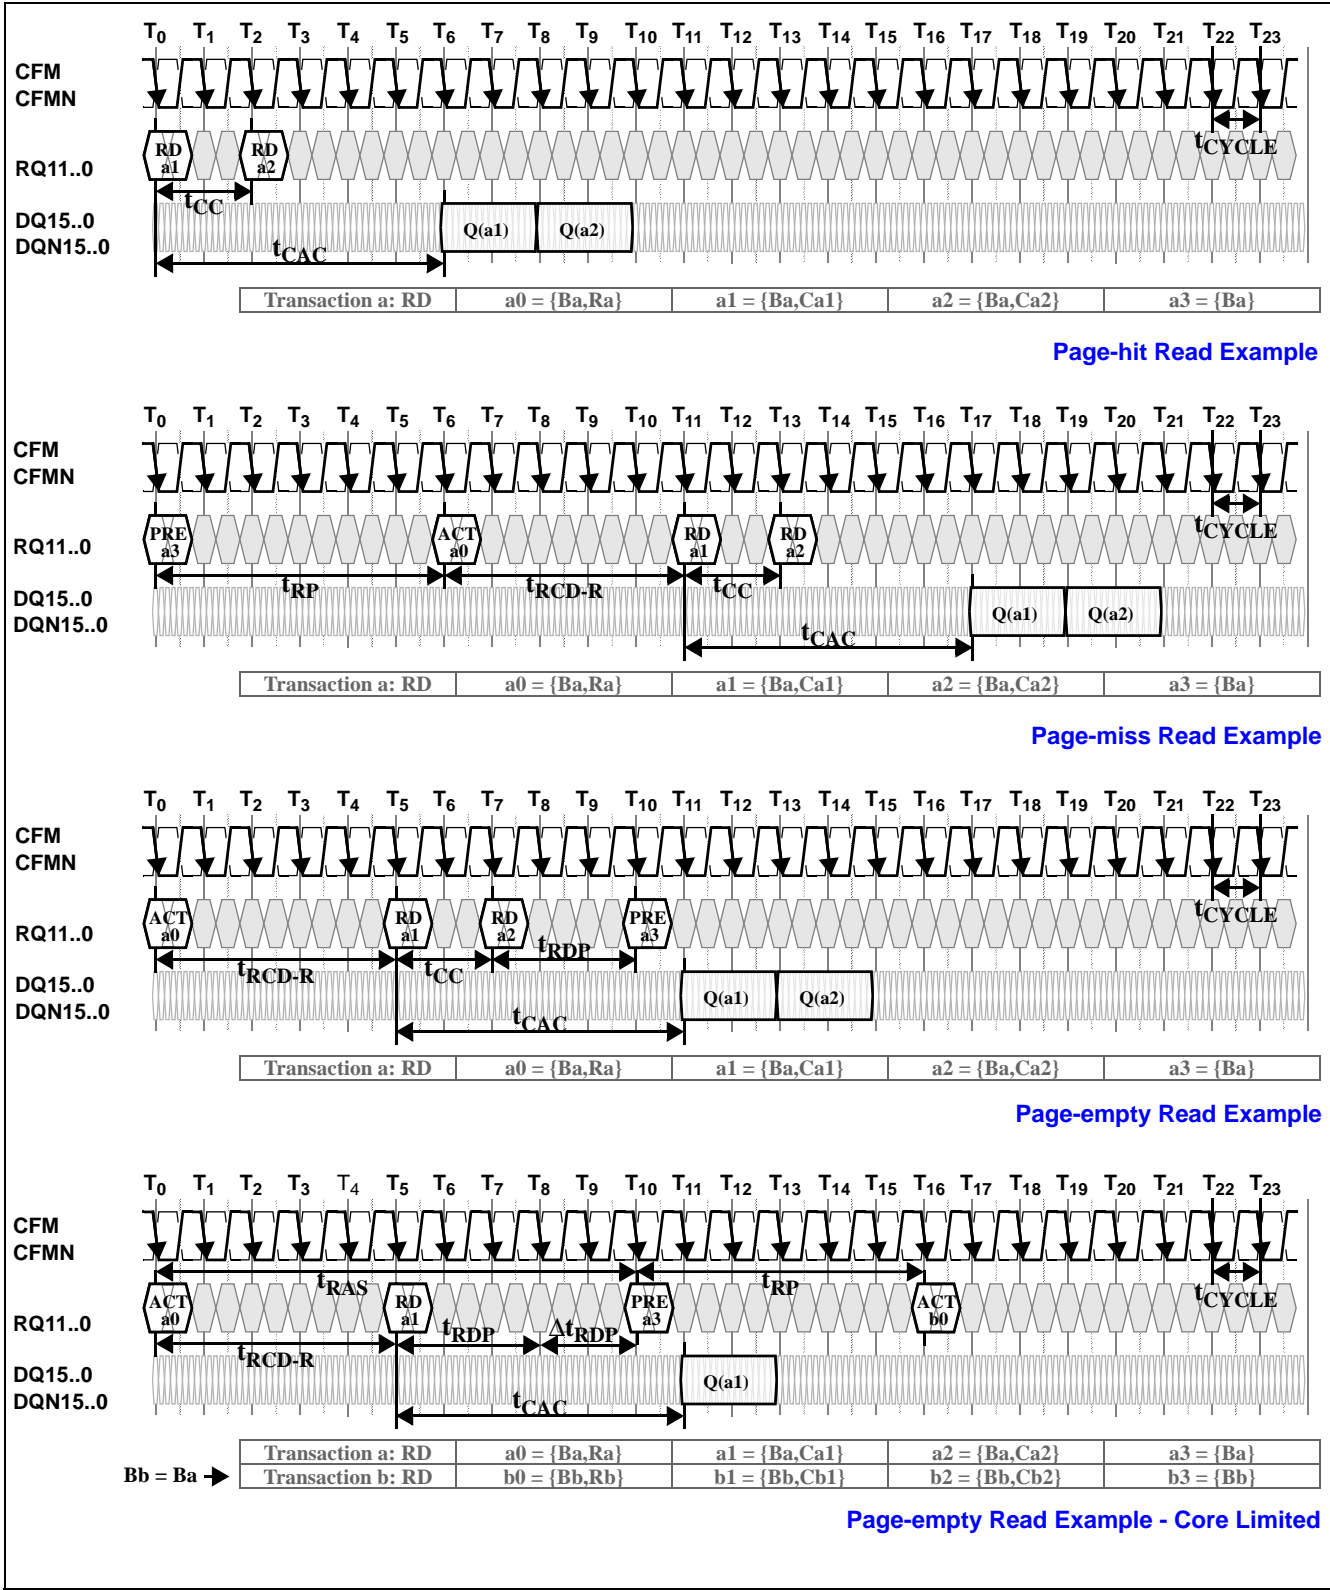 T0 T1 T2 T3 T4 T5 T6 T7 T8 T9 T10 T11 T12 T13 T14 T15 T16 T17 T18 T19 T20 T21 T22 T23
CFM
CFMN
tCYCLE
RQ11..0
RD a1
RD a2
tCC
DQ15..0
DQN15..0
Q(a1)
Q(a2)
tCAC
Transaction a: RD a0 = {Ba,Ra} a1 = {Ba,Ca1} a2 = {Ba,Ca2} a3 = {Ba}
Page-hit Read Example
T0 T1 T2 T3 T4 T5 T6 T7 T8 T9 T10 T11 T12 T13 T14 T15 T16 T17 T18 T19 T20 T21 T22 T23
CFM
CFMN
tCYCLE
RQ11..0
PRE a3
ACT a0
RD a1
RD a2
tRP
tRCD-R
tCC
DQ15..0
DQN15..0
Q(a1)
Q(a2)
tCAC
Transaction a: RD a0 = {Ba,Ra} a1 = {Ba,Ca1} a2 = {Ba,Ca2} a3 = {Ba}
Page-miss Read Example
T0 T1 T2 T3 T4 T5 T6 T7 T8 T9 T10 T11 T12 T13 T14 T15 T16 T17 T18 T19 T20 T21 T22 T23
CFM
CFMN
tCYCLE
RQ11..0
ACT a0
RD a1
RD a2
PRE a3
tRDP
tRCD-R
tCC
DQ15..0
DQN15..0
Q(a1)
Q(a2)
tCAC
Transaction a: RD a0 = {Ba,Ra} a1 = {Ba,Ca1} a2 = {Ba,Ca2} a3 = {Ba}
Page-empty Read Example
T0 T1 T2 T3 T4 T5 T6 T7 T8 T9 T10 T11 T12 T13 T14 T15 T16 T17 T18 T19 T20 T21 T22 T23
CFM
CFMN
tRAS
tRP
tCYCLE
RQ11..0
ACT a0
RD a1
PRE a3
ACT b0
tRDP
ΔtRDP
tRCD-R
DQ15..0
DQN15..0
Q(a1)
tCAC
Transaction a: RD a0 = {Ba,Ra} a1 = {Ba,Ca1} a2 = {Ba,Ca2} a3 = {Ba}
Bb = Ba Transaction b: RD b0 = {Bb,Rb} b1 = {Bb,Cb1} b2 = {Bb,Cb2} b3 = {Bb}
Page-empty Read Example - Core Limited